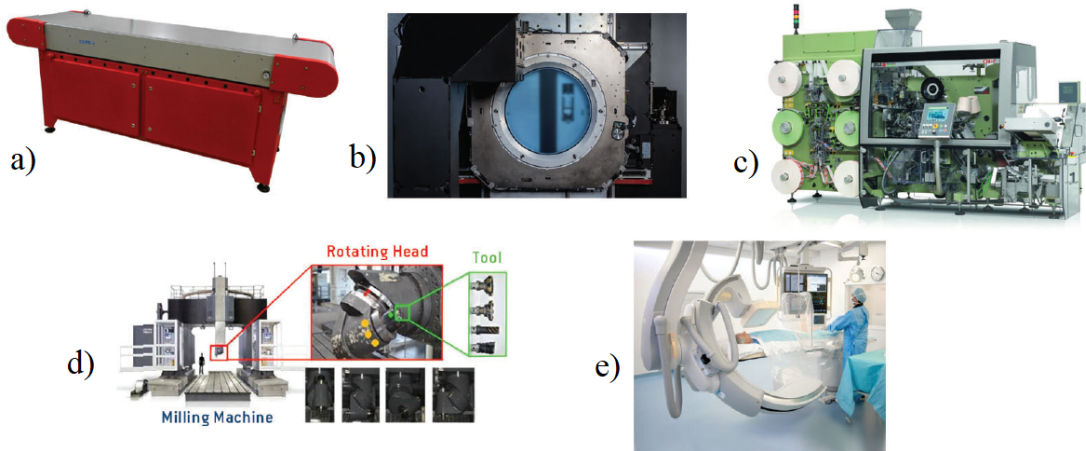 a)
b)
c)
d)
Rotating Head
Tool
Milling Machine
e)